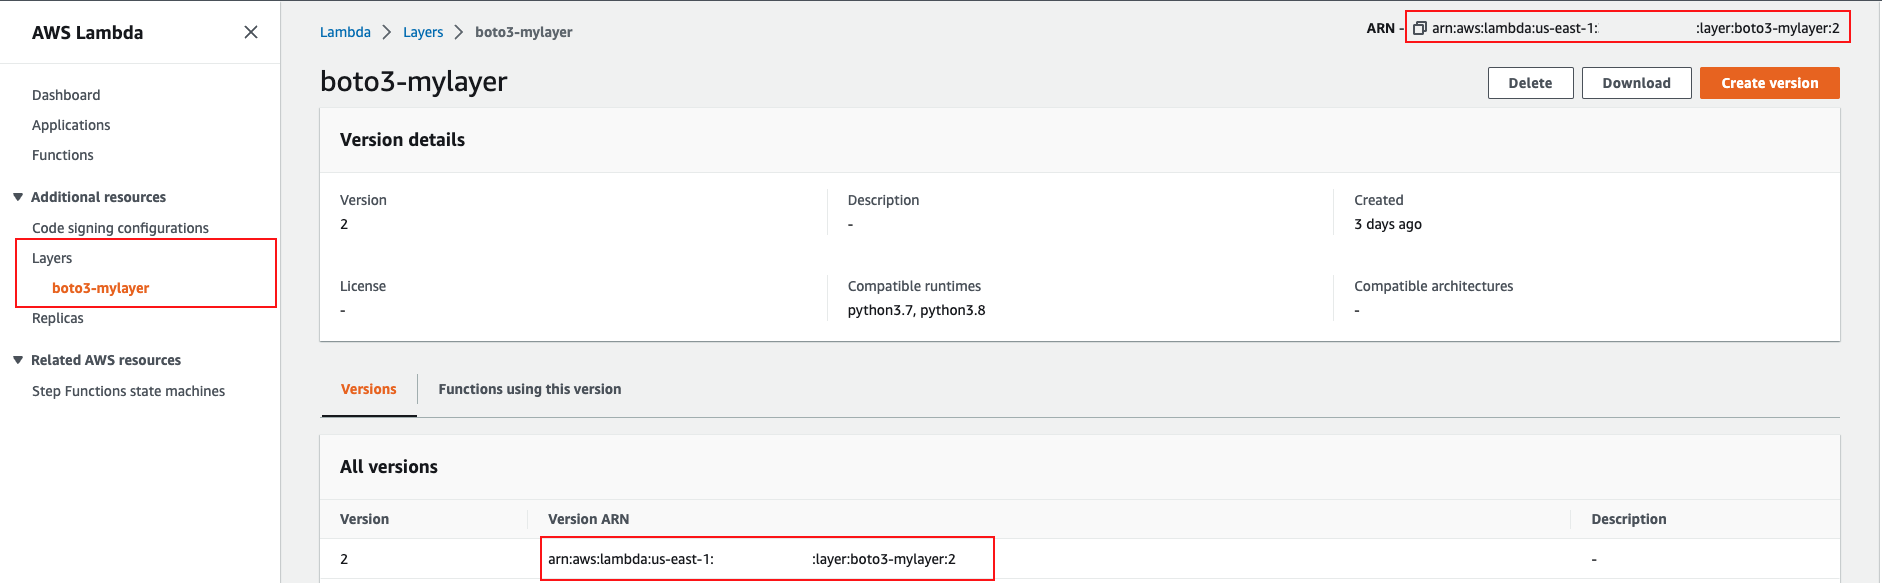 AWS Lambda
Dashboard
Applications
Functions
Additional resources
Code signing configurations
Layers
boto3-mylayer
Replicas
Related AWS resources
Step Functions state machines
Lambda > Layers > boto3-mylayer
ARN - arn:aws:lambda:us-east-1: :layer:boto3-mylayer:2
boto3-mylayer
Delete Download Create version
Version details
Version Description Created
2 - 3 days ago
License Compatible runtimes Compatible architectures
- python3.7, python3.8 -
Versions Functions using this version
All versions
Version Version ARN Description
2 arn:aws:lambda:us-east-1: :layer:boto3-mylayer:2 -